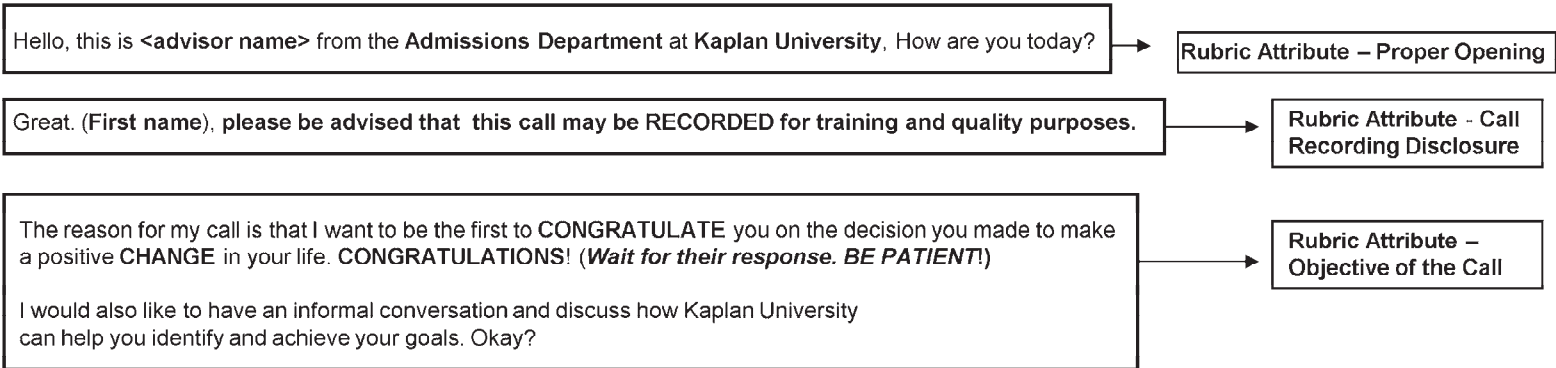 Hello, this is <advisor name> from the Admissions Department at Kaplan University, How are you today?
Rubric Attribute – Proper Opening
Great. (First name), please be advised that this call may be RECORDED for training and quality purposes.
Rubric Attribute - Call
Recording Disclosure
The reason for my call is that I want to be the first to CONGRATULATE you on the decision you made to make
a positive CHANGE in your life. CONGRATULATIONS! (Wait for their response. BE PATIENT!)
I would also like to have an informal conversation and discuss how Kaplan University
can help you identify and achieve your goals. Okay?
Rubric Attribute –
Objective of the Call